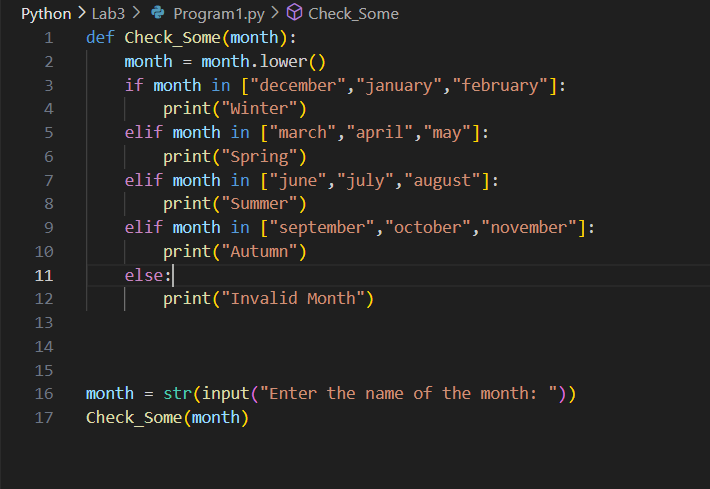 Python > Lab3 > Program1.py > Check_Some
1 def Check_Some(month):
2     month = month.lower()
3     if month in ["december","january","february"]:
4         print("Winter")
5     elif month in ["march","april","may"]:
6         print("Spring")
7     elif month in ["june","july","august"]:
8         print("Summer")
9     elif month in ["september","october","november"]:
10         print("Autumn")
11     else:
12         print("Invalid Month")
13
14
15
16 month = str(input("Enter the name of the month: "))
17 Check_Some(month)